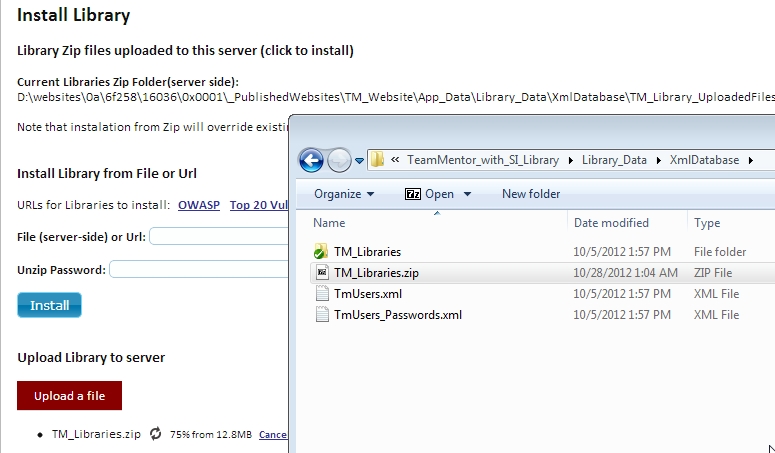 Install Library
Library Zip files uploaded to this server (click to install)
Current Libraries Zip Folder(server side):
D:\websites\0a\6f258\16036\0x0001\_PublishedWebsites\TM_Website\App_Data\Library_Data\XmlDatabase\TM_Library_UploadedFiles
Note that instalation from Zip will override existin
Install Library from File or Url
URLs for Libraries to install: OWASP Top 20 Vul
File (server-side) or Url:
Unzip Password:
Install
Upload Library to server
Upload a file
• TM_Libraries.zip 75% from 12.8MB Cance
« TeamMentor_with_SI_Library Library_Data XmlDatabase
Organize Open New folder
Name Date modified Type
TM_Libraries 10/5/2012 1:57 PM File folder
TM_Libraries.zip 10/28/2012 1:04 AM ZIP File
TmUsers.xml 10/5/2012 1:57 PM XML File
TmUsers_Passwords.xml 10/5/2012 1:57 PM XML File